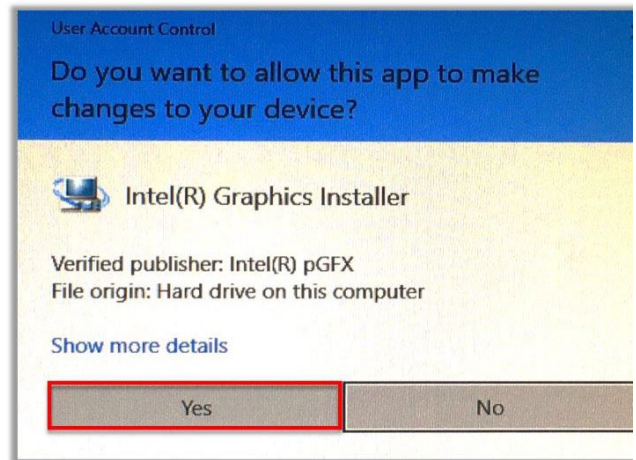 User Account Control
Do you want to allow this app to make
changes to your device?
Intel(R) Graphics Installer
Verified publisher: Intel(R) pGFX
File origin: Hard drive on this computer
Show more details
Yes
No